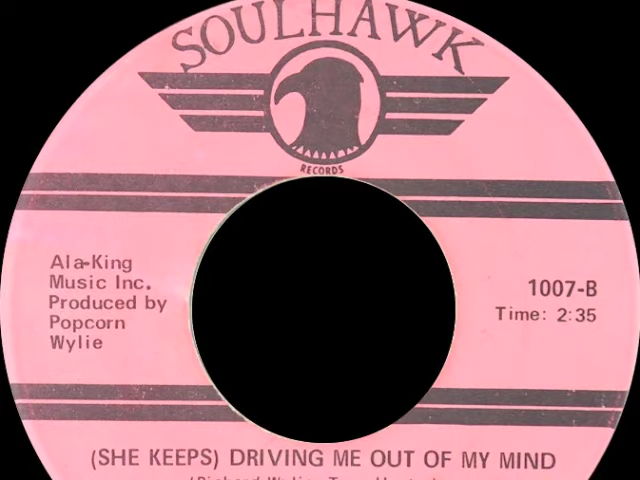 SOULHAWK
RECORDS
Ala-King
Music Inc.
Produced by
Popcorn
Wylie
1007-B
Time: 2:35
(SHE KEEPS) DRIVING ME OUT OF MY MIND